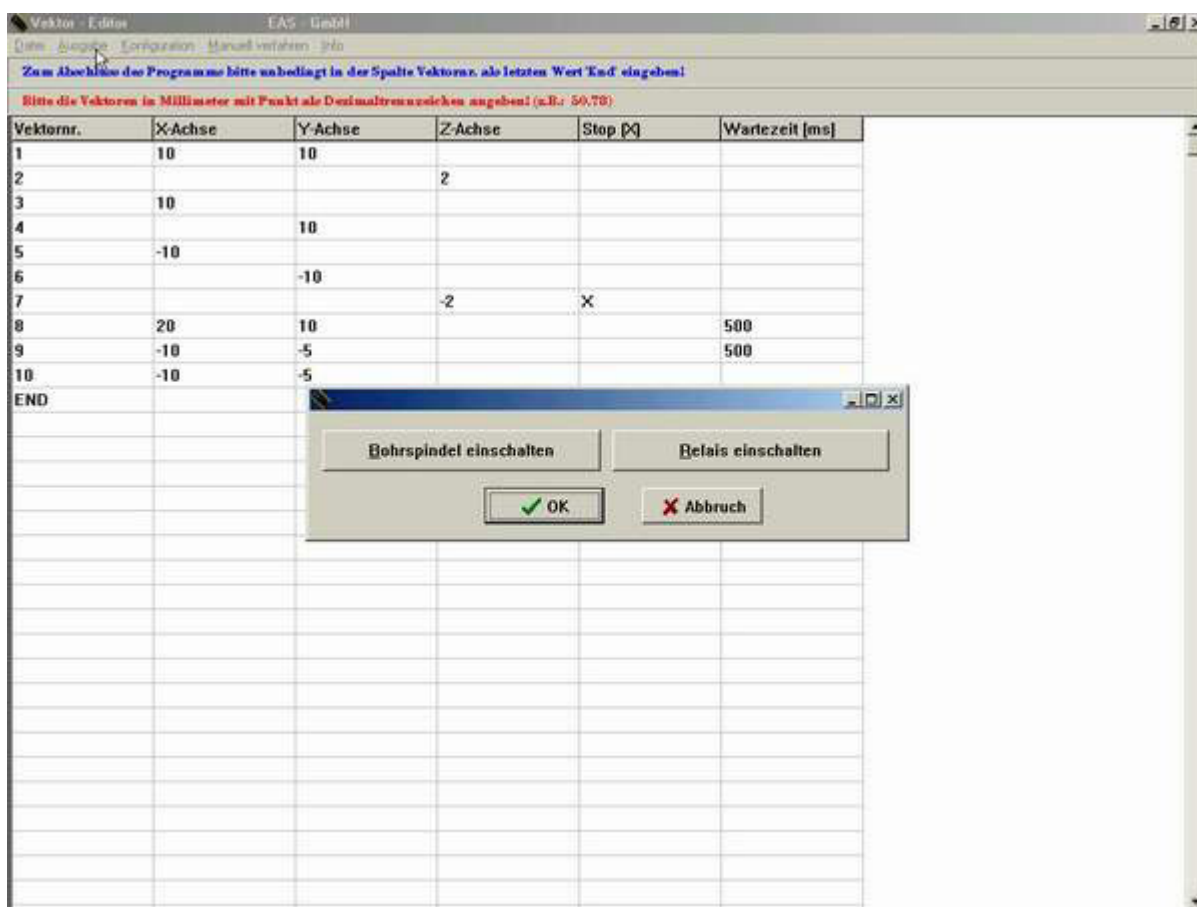 Vektor - Editor EAS - GmbH
Datei Ausgabe Konfiguration Manuell verfahren Info
Zum Abschluss des Programms bitte unbedingt in der Spalte Vektornr. als letzten Wert 'End' eingeben!
Bitte die Vektoren in Millimeter mit Punkt als Dezimaltrennzeichen angeben! (z.B.: 50.78)
Vektornr. X-Achse Y-Achse Z-Achse Stop [X] Wartezeit [ms]
1 10 10
2 2
3 10
4 10
5 -10
6 -10
7 -2 X
8 20 10 500
9 -10 -5 500
10 -10 -5
END
Bohrspindel einschalten Relais einschalten
OK Abbruch